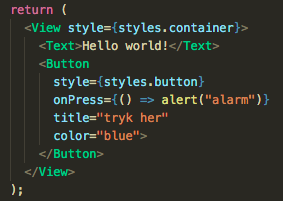 return (
<View style={styles.container}>
<Text>Hello world!</Text>
<Button
style={styles.button}
onPress={() => alert("alarm")}
title="tryk her"
color="blue">
</Button>
</View>
);